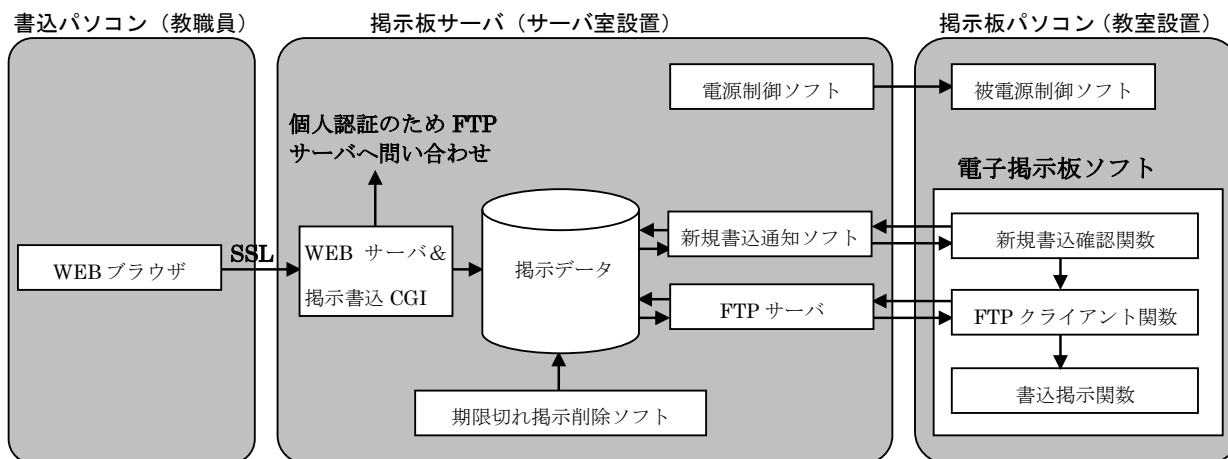 書込パソコン（教職員）
掲示板サーバ（サーバ室設置）
掲示板パソコン（教室設置）
電源制御ソフト
被電源制御ソフト
個人認証のため FTP
サーバへ問い合わせ
電子掲示板ソフト
WEB ブラウザ
SSL
WEB サーバ&
掲示書込 CGI
掲示データ
新規書込通知ソフト
新規書込確認関数
FTP サーバ
FTP クライアント関数
期限切れ掲示削除ソフト
書込掲示関数